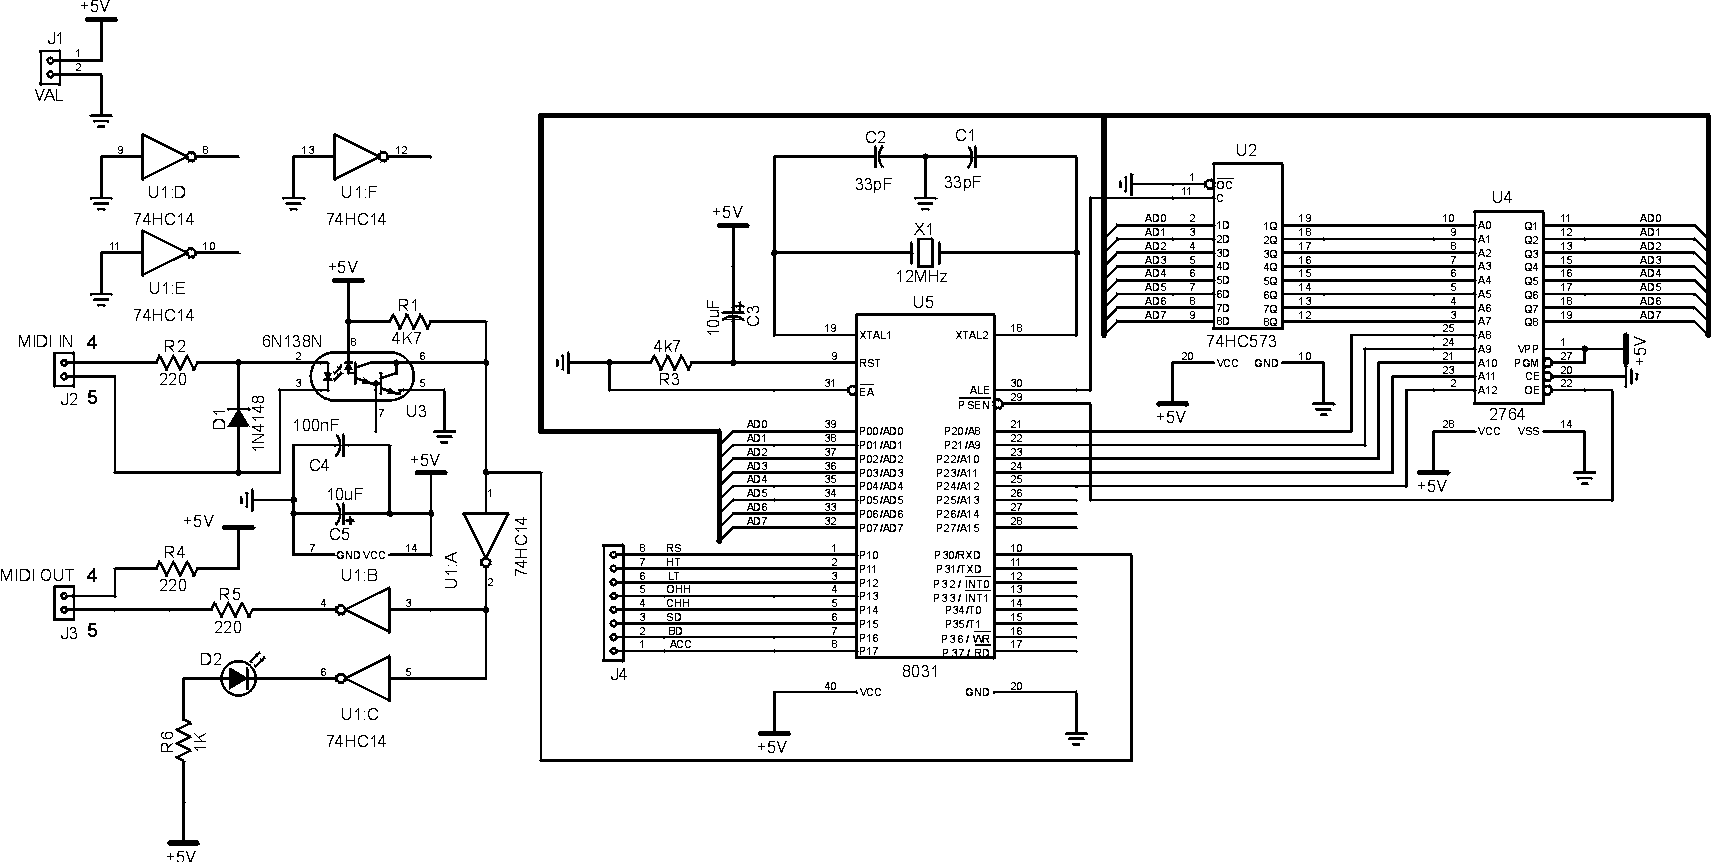 +5V
J1
1
2
VAL
9 8
U1:D
74HC14
13 12
U1:F
74HC14
11 10
U1:E
74HC14
+5V
R1
4K7
MIDI IN 4
5
J2
R2
220
D1
1N4148
6N138N
8
2
3
6
5
7
U3
100nF
C4
+5V
10uF
C5
7 GND VCC 14
U1:B
1
U1:A
74HC14
2
+5V
R4
220
MIDI OUT 4
5
J3
R5
220
4 3
D2
6 5
U1:C
74HC14
R6
1K
+5V
C2
33pF
C1
33pF
X1
12MHz
+5V
10uF
C3
4k7
R3
U5
19 XTAL1 XTAL2 18
9 RST
31 EA ALE 30
PSEN 29
AD0 39 P00/AD0 P20/A8 21
AD1 38 P01/AD1 P21/A9 22
AD2 37 P02/AD2 P22/A10 23
AD3 36 P03/AD3 P23/A11 24
AD4 35 P04/AD4 P24/A12 25
AD5 34 P05/AD5 P25/A13 26
AD6 33 P06/AD6 P26/A14 27
AD7 32 P07/AD7 P27/A15 28
8 RS 1 P10 P30/RXD 10
7 HT 2 P11 P31/TXD 11
6 LT 3 P12 P32/INT0 12
5 OHH 4 P13 P33/INT1 13
4 CHH 5 P14 P34/T0 14
3 SD 6 P15 P35/T1 15
2 BD 7 P16 P36/WR 16
1 ACC 8 P17 P37/RD 17
J4
8031
40 VCC GND 20
+5V
U2
1 OC
11 C
AD0 2 1D 1Q 19
AD1 3 2D 2Q 18
AD2 4 3D 3Q 17
AD3 5 4D 4Q 16
AD4 6 5D 5Q 15
AD5 7 6D 6Q 14
AD6 8 7D 7Q 13
AD7 9 8D 8Q 12
74HC573
20 VCC GND 10
+5V
U4
10 A0 Q1 11 AD0
9 A1 Q2 12 AD1
8 A2 Q3 13 AD2
7 A3 Q4 15 AD3
6 A4 Q5 16 AD4
5 A5 Q6 17 AD5
4 A6 Q7 18 AD6
3 A7 Q8 19 AD7
25 A8
24 A9 VPP 1
21 A10 PGM 27
23 A11 CE 20
2 A12 OE 22
+5V
2764
28 VCC VSS 14
+5V